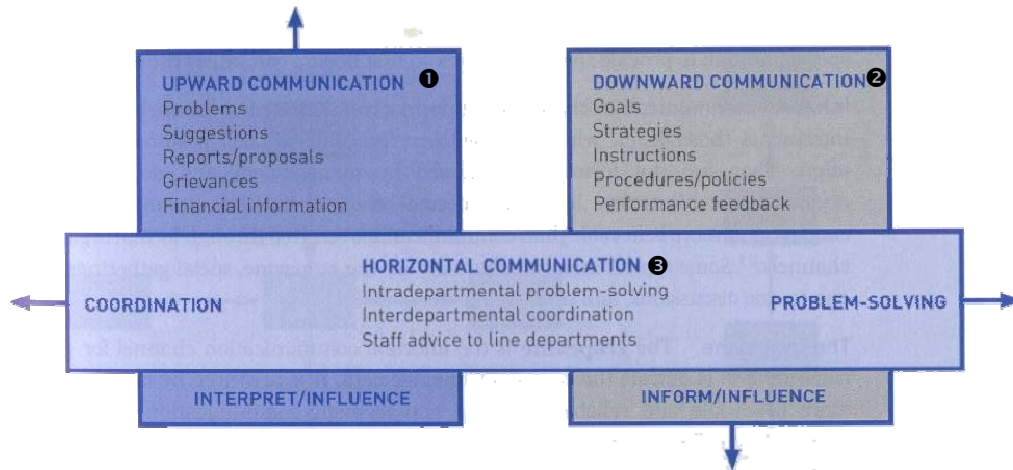 UPWARD COMMUNICATION ❶
Problems
Suggestions
Reports/proposals
Grievances
Financial information
DOWNWARD COMMUNICATION ❷
Goals
Strategies
Instructions
Procedures/policies
Performance feedback
COORDINATION
HORIZONTAL COMMUNICATION ❸
Intradepartmental problem-solving
Interdepartmental coordination
Staff advice to line departments
PROBLEM-SOLVING
INTERPRET/INFLUENCE
INFORM/INFLUENCE